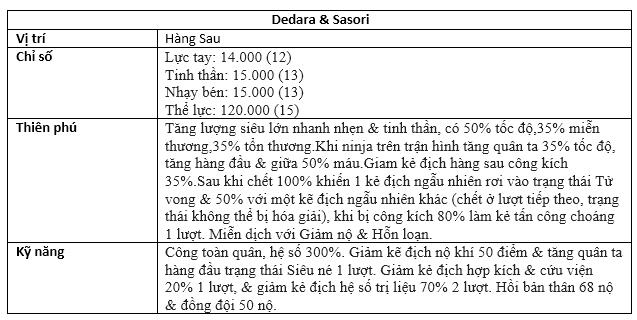 Dedara & Sasori
Vị trí
Hàng Sau
Chỉ số
Lực tay: 14.000 (12)
Tinh thần: 15.000 (13)
Nhạy bén: 15.000 (13)
Thể lực: 120.000 (15)
Thiên phú
Tăng lượng siêu lớn nhanh nhẹn & tinh thần, có 50% tốc độ,35% miễn
thương,35% tổn thương.Khi ninja trên trận hình tăng quân ta 35% tốc độ,
tăng hàng đầu & giữa 50% máu.Giam kẻ địch hàng sau công kích
35%.Sau khi chết 100% khiến 1 kẻ địch ngẫu nhiên rơi vào trạng thái Tử
vong & 50% với một kẽ địch ngẫu nhiên khác (chết ở lượt tiếp theo, trạng
thái không thể bị hóa giải), khi bị công kích 80% làm kẻ tấn công choáng
1 lượt. Miễn dịch với Giảm nộ & Hỗn loạn.
Kỹ năng
Công toàn quân, hệ số 300%. Giảm kẽ địch nộ khí 50 điểm & tăng quân ta
hàng đầu trạng thái Siêu né 1 lượt. Giảm kẻ địch hợp kích & cứu viện
20% 1 lượt, & giảm kẻ địch hệ số trị liệu 70% 2 lượt. Hồi bản thân 68 nộ
& đồng đội 50 nộ.